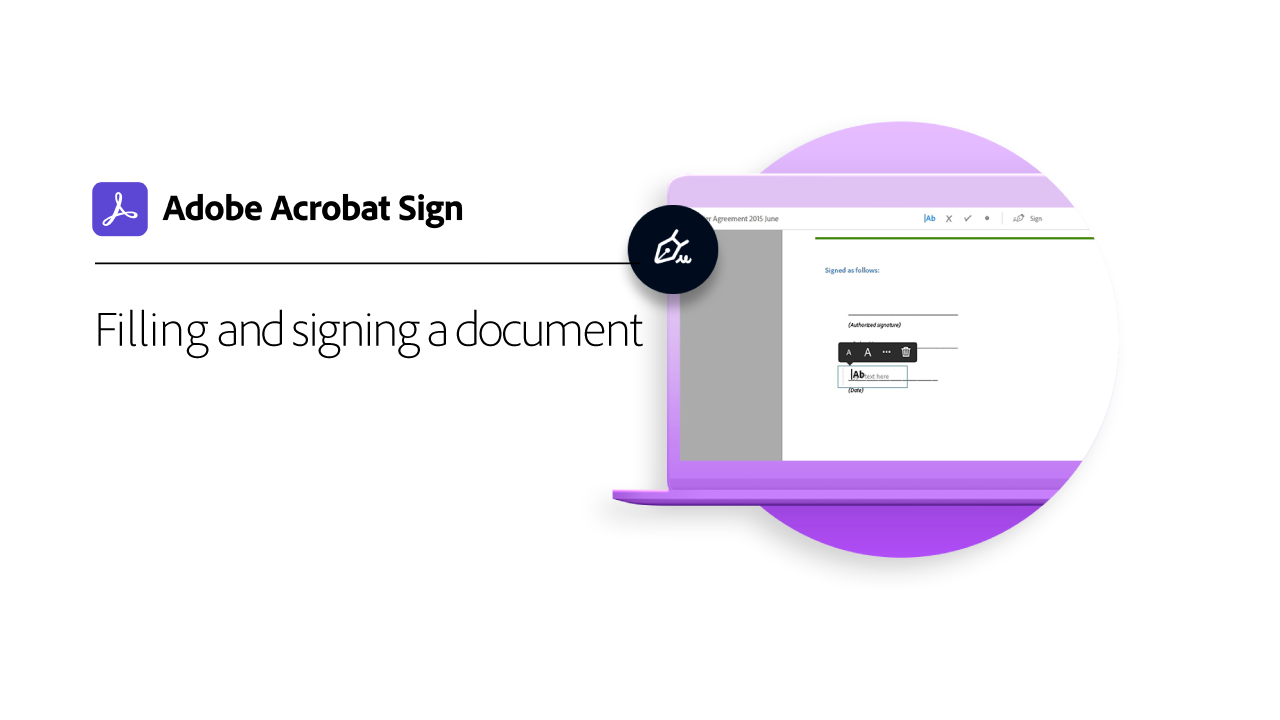 Adobe Acrobat Sign
Filling and signing a document
Agreement 2015 June
|Ab
Sign
Signed as follows:
(Authorized signature)
A A
Ab text here
(Date)